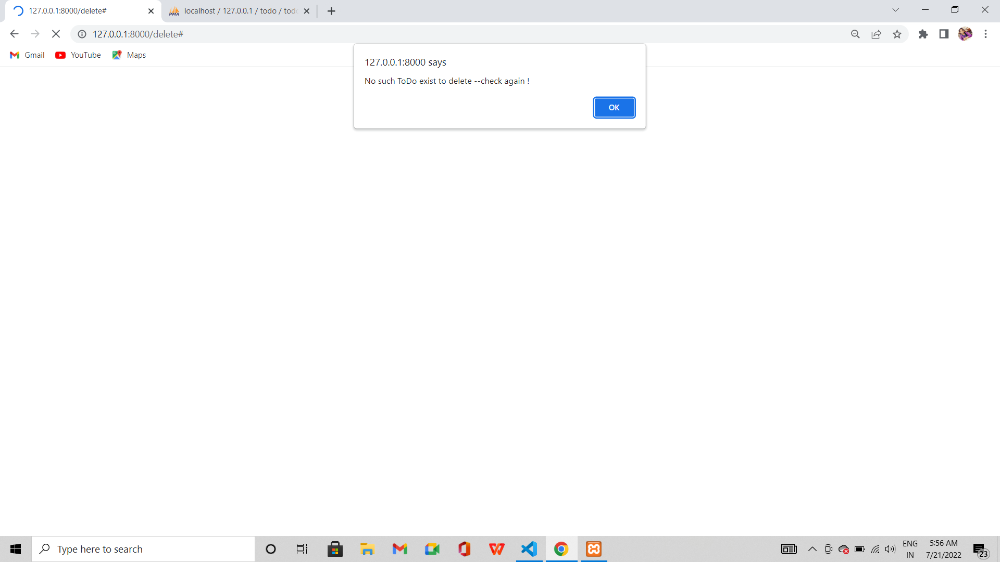 127.0.0.1:8000/delete#
localhost / 127.0.0.1 / todo / todo
127.0.0.1:8000/delete#
Gmail YouTube Maps
127.0.0.1:8000 says
No such ToDo exist to delete --check again !
OK
Type here to search
ENG
IN
5:56 AM
7/21/2022
23